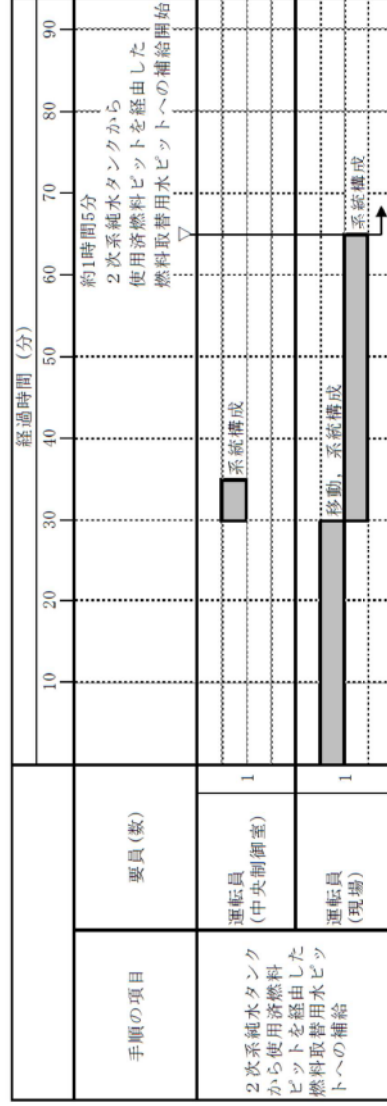 経過時間（分）
10 20 30 40 50 60 70 80 90
手順の項目
要員(数)
約1時間5分
２次系純水タンクから
使用済燃料ピットを経由した
燃料取替用水ピットへの補給開始
２次系純水タンク
から使用済燃料
ピットを経由した
燃料取替用水ピッ
トへの補給
運転員
(中央制御室)
1
系統構成
運転員
(現場)
1
移動，系統構成
系統構成